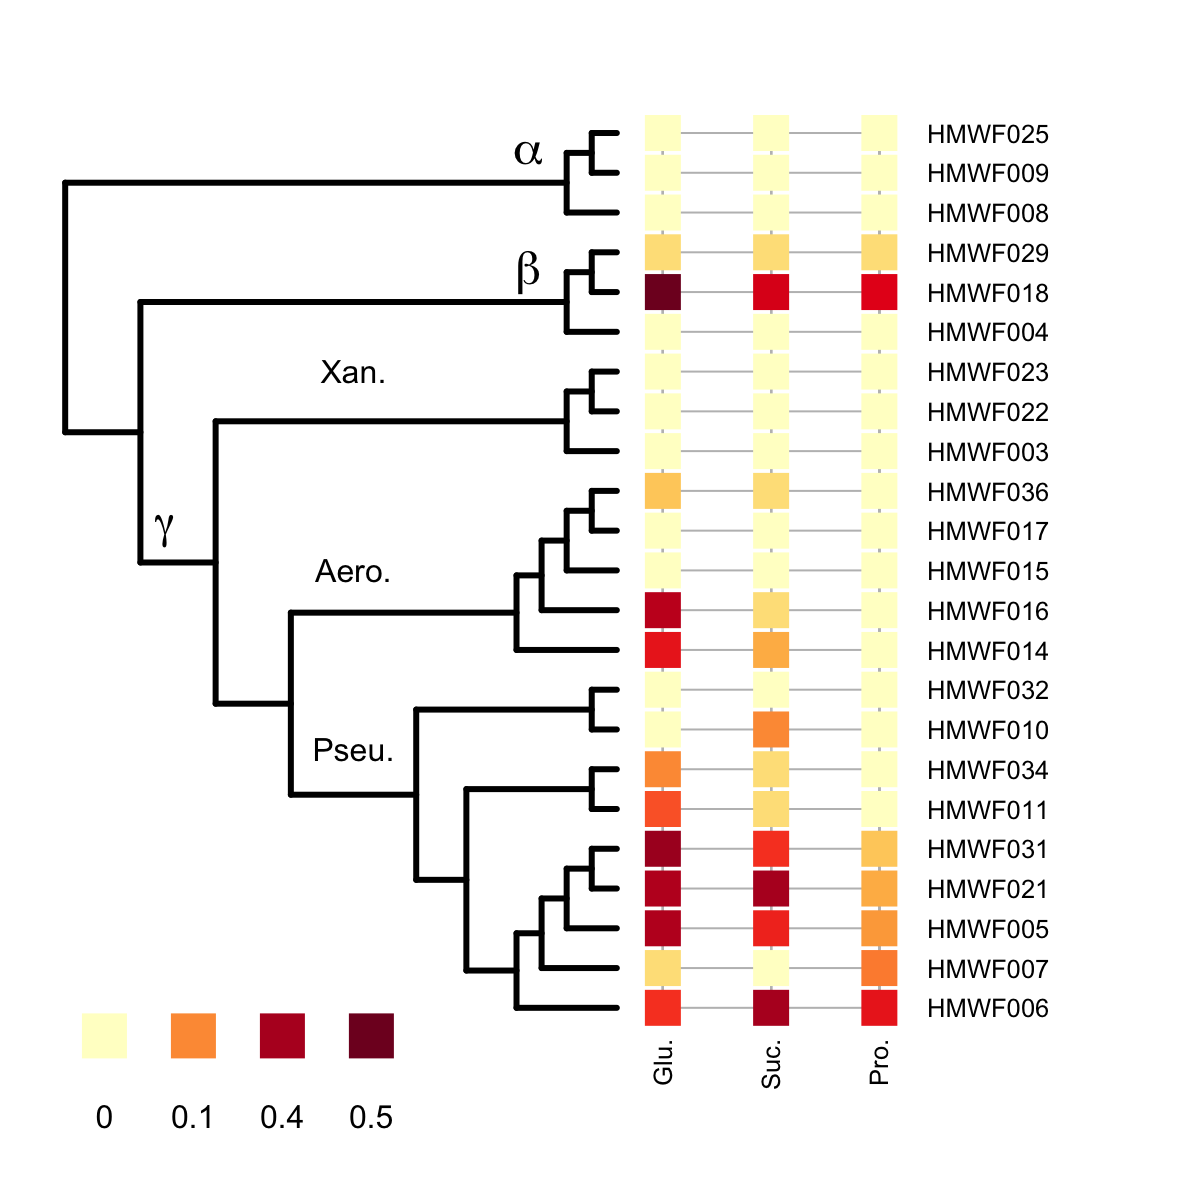 α
HMWF025
HMWF009
HMWF008
β
HMWF029
HMWF018
HMWF004
Xan.
HMWF023
HMWF022
HMWF003
γ
Aero.
HMWF036
HMWF017
HMWF015
HMWF016
HMWF014
Pseu.
HMWF032
HMWF010
HMWF034
HMWF011
HMWF031
HMWF021
HMWF005
HMWF007
HMWF006
Glu. Suc. Pro.
0 0.1 0.4 0.5